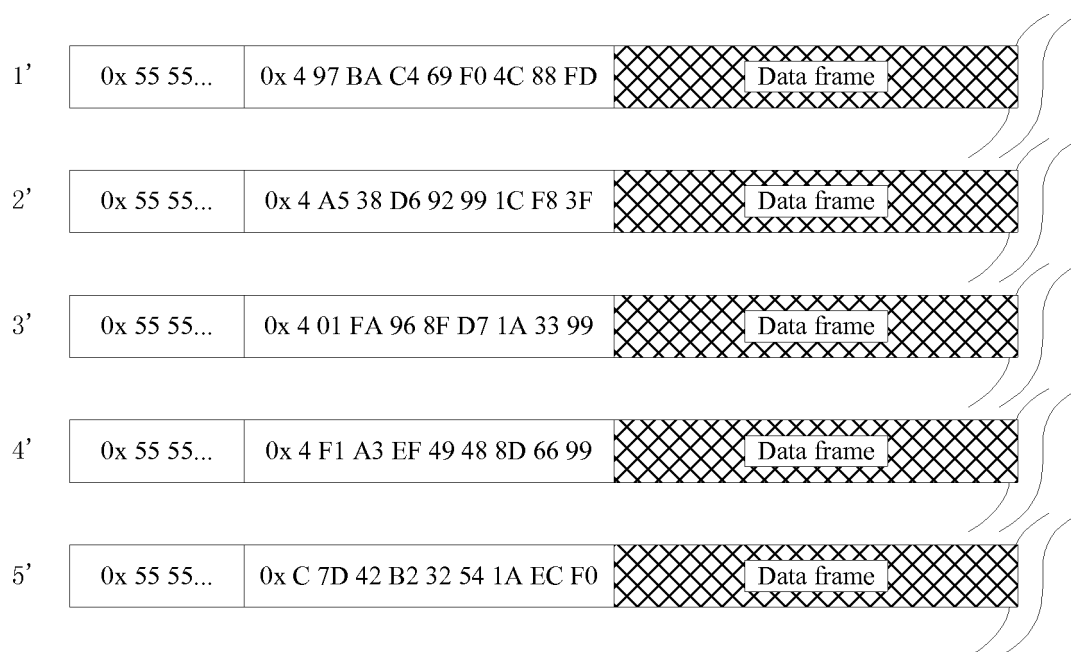 1’ 0x 55 55... 0x 4 97 BA C4 69 F0 4C 88 FD Data frame
2’ 0x 55 55... 0x 4 A5 38 D6 92 99 1C F8 3F Data frame
3’ 0x 55 55... 0x 4 01 FA 96 8F D7 1A 33 99 Data frame
4’ 0x 55 55... 0x 4 F1 A3 EF 49 48 8D 66 99 Data frame
5’ 0x 55 55... 0x C 7D 42 B2 32 54 1A EC F0 Data frame